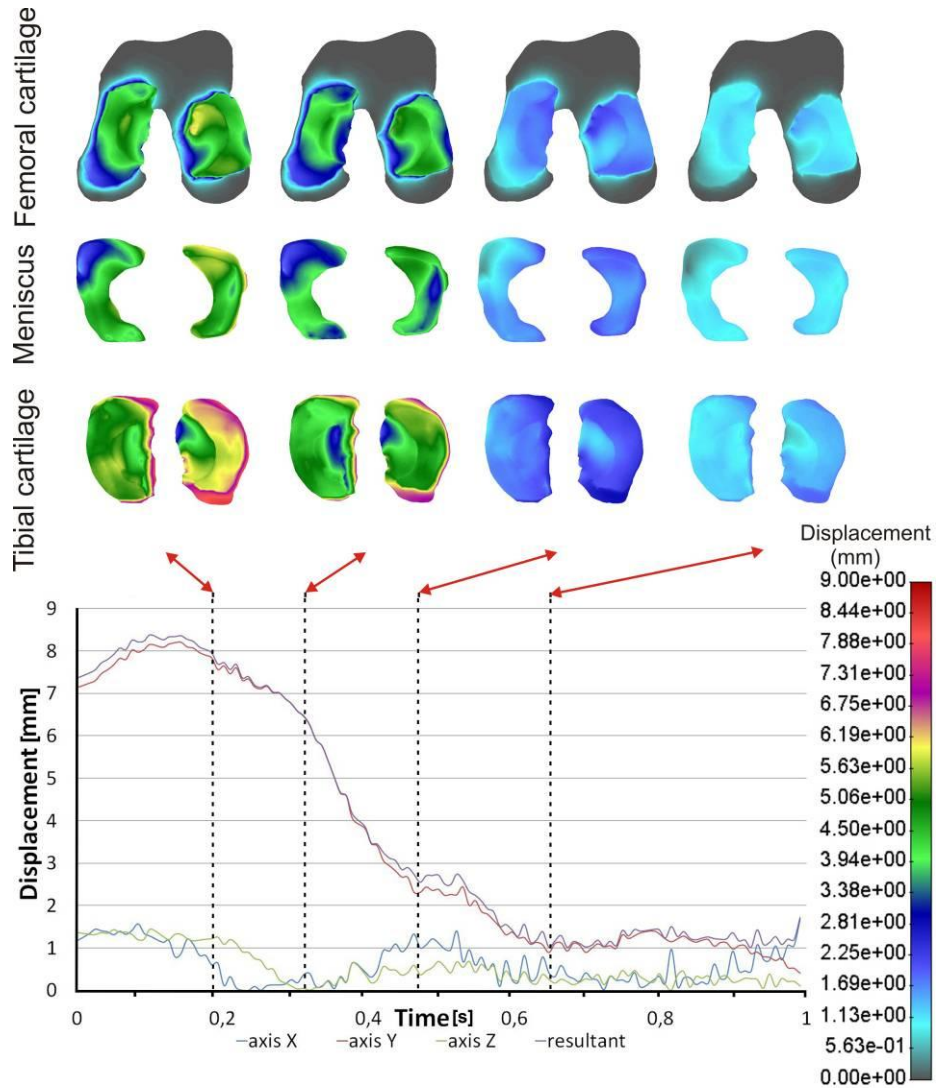 Femoral cartilage
Meniscus
Tibial cartilage
Displacement
(mm)
9.00e+00
8.44e+00
7.88e+00
7.31e+00
6.75e+00
6.19e+00
5.63e+00
5.06e+00
4.50e+00
3.94e+00
3.38e+00
2.81e+00
2.25e+00
1.69e+00
1.13e+00
5.63e-01
0.00e+00
Displacement [mm]
9
8
7
6
5
4
3
2
1
0
0 0,2 0,4 Time[s] 0,6 0,8 1
axis X axis Y axis Z resultant